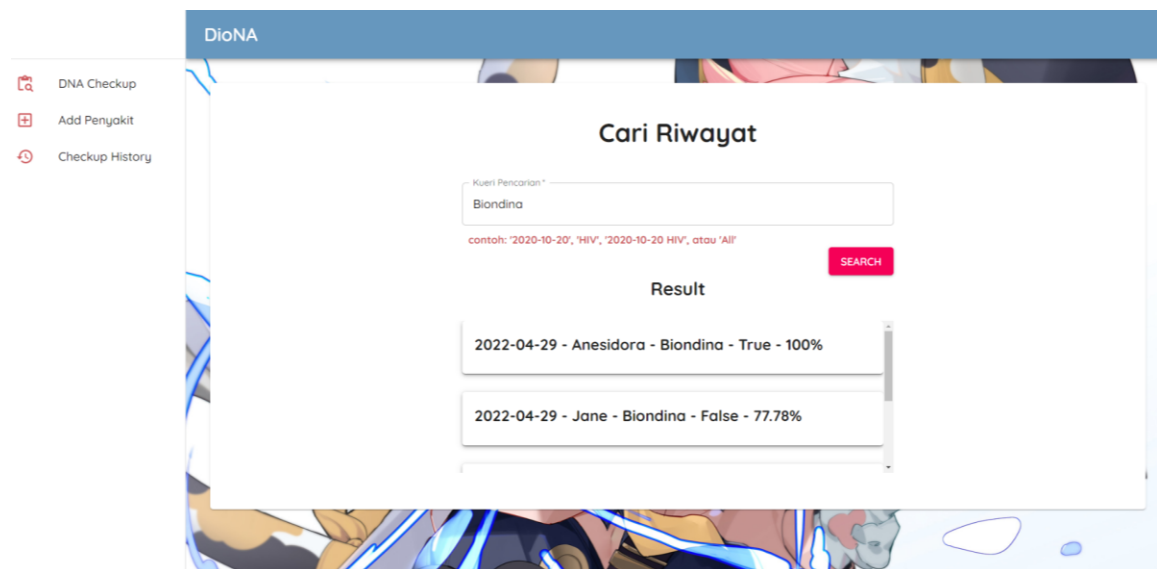 DioNA
DNA Checkup
Add Penyakit
Checkup History
Cari Riwayat
Kueri Pencarian *
Biondina
contoh: '2020-10-20', 'HIV', '2020-10-20 HIV', atau 'All'
SEARCH
Result
2022-04-29 - Anesidora - Biondina - True - 100%
2022-04-29 - Jane - Biondina - False - 77.78%